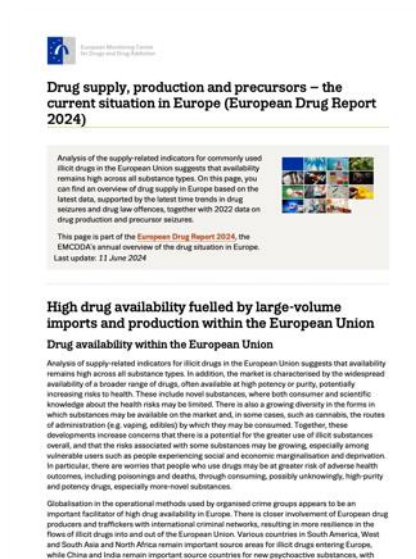 European Monitoring Centre
for Drugs and Drug Addiction
Drug supply, production and precursors – the
current situation in Europe (European Drug Report
2024)
Analysis of the supply-related indicators for commonly used
illicit drugs in the European Union suggests that availability
remains high across all substance types. On this page, you
can find an overview of drug supply in Europe based on the
latest data, supported by the latest time trends in drug
seizures and drug law offences, together with 2022 data on
drug production and precursor seizures.
This page is part of the European Drug Report 2024, the
EMCDDA's annual overview of the drug situation in Europe.
Last update: 11 June 2024
High drug availability fuelled by large-volume
imports and production within the European Union
Drug availability within the European Union
Analysis of supply-related indicators for illicit drugs in the European Union suggests that availability
remains high across all substance types. In addition, the market is characterised by the widespread
availability of a broader range of drugs, often available at high potency or purity, potentially
increasing risks to health. These include novel substances, where both consumer and scientific
knowledge about the health risks may be limited. There is also a growing diversity in the forms in
which substances may be available on the market and, in some cases, such as cannabis, the routes
of administration (e.g. vaping, edibles) by which they may be consumed. Together, these
developments increase concerns that there is a potential for the greater use of illicit substances
overall, and that the risks associated with some substances may be growing, especially among
vulnerable users such as people experiencing social and economic marginalisation and deprivation.
In particular, there are worries that people who use drugs may be at greater risk of adverse health
outcomes, including poisonings and deaths, through consuming, possibly unknowingly, high-purity
and potency drugs, especially more-novel substances.
Globalisation in the operational methods used by organised crime groups appears to be an
important facilitator of high drug availability in Europe. There is closer involvement of European drug
producers and traffickers with international criminal networks, resulting in more resilience in the
flows of illicit drugs into and out of the European Union. Various countries in South America, West
and South Asia and North Africa remain important source areas for illicit drugs entering Europe,
while China and India remain important source countries for new psychoactive substances, with